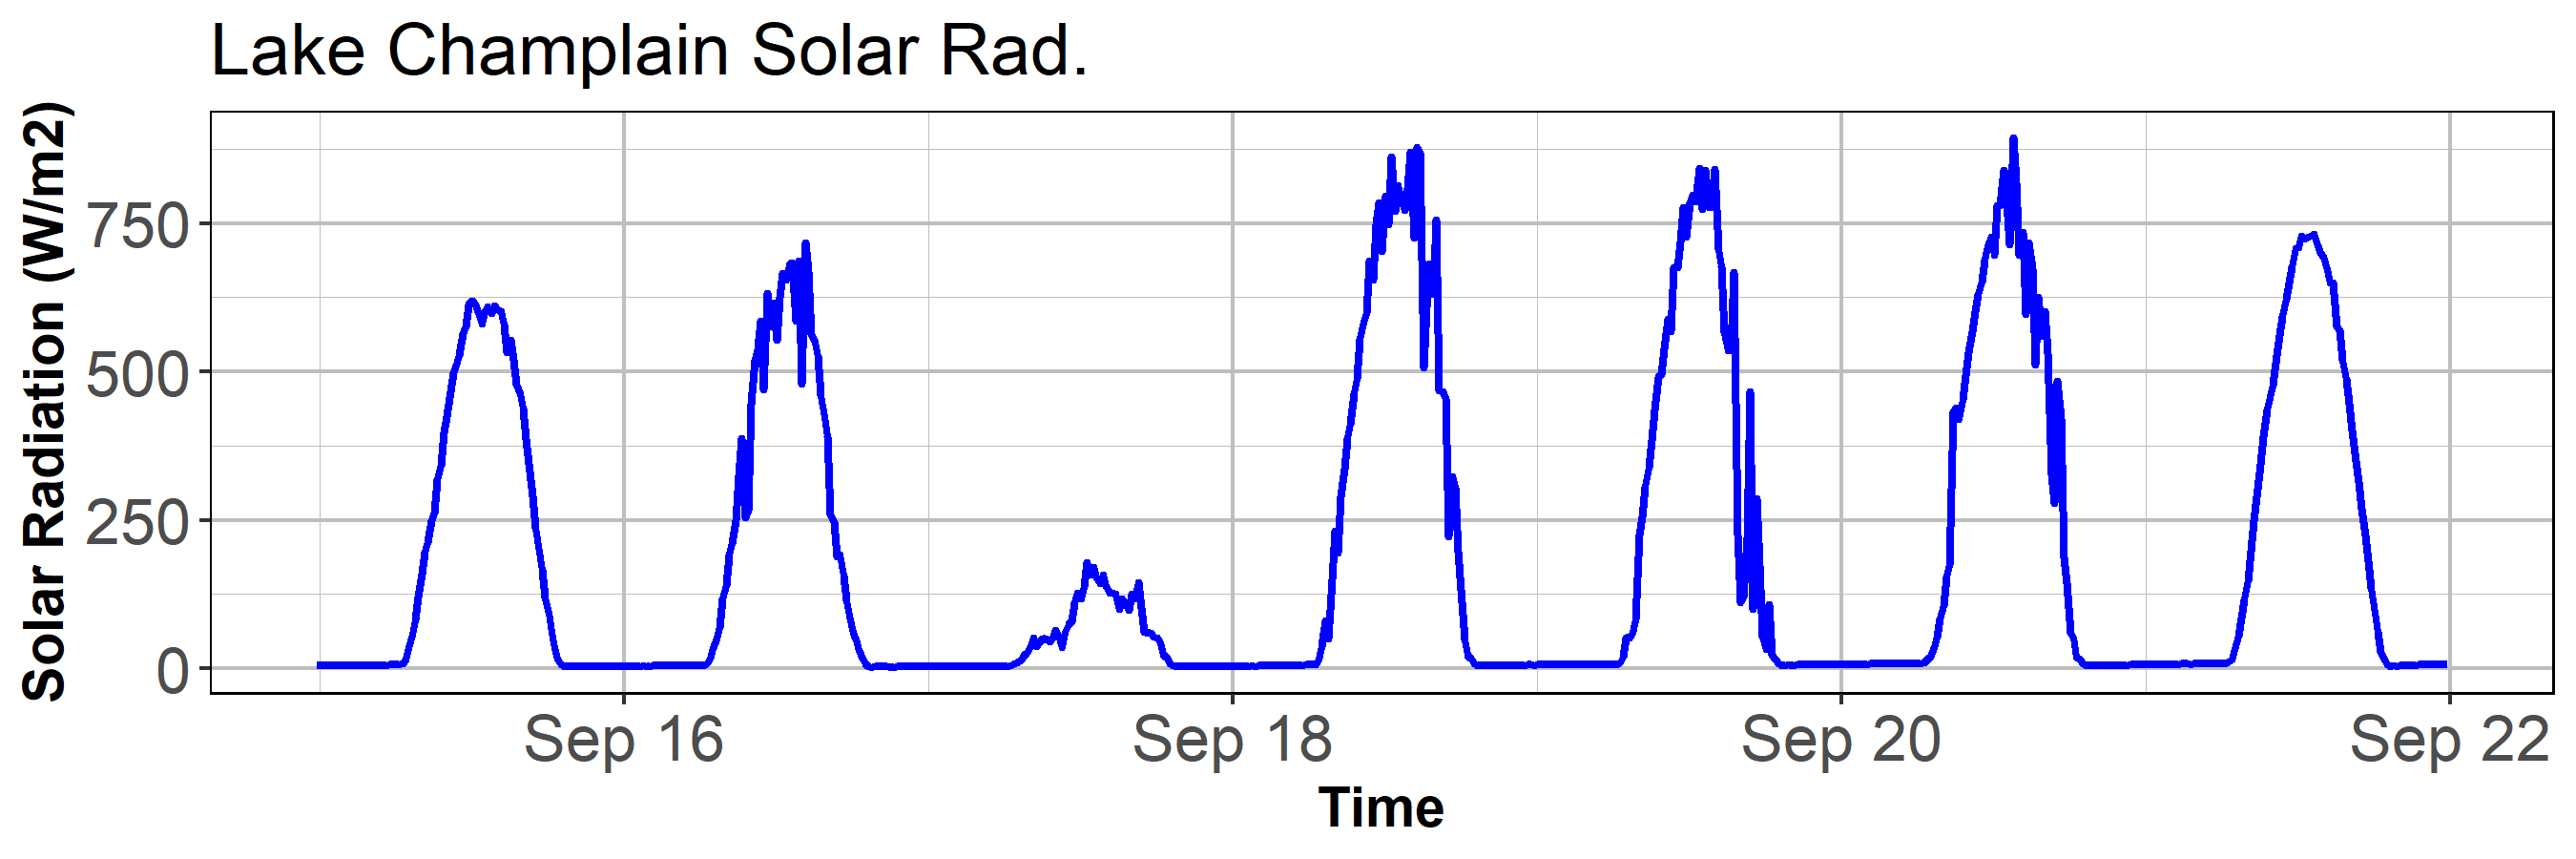 Lake Champlain Solar Rad.
Solar Radiation (W/m2)
750
500
250
0
Sep 16 Sep 18 Sep 20 Sep 22
Time